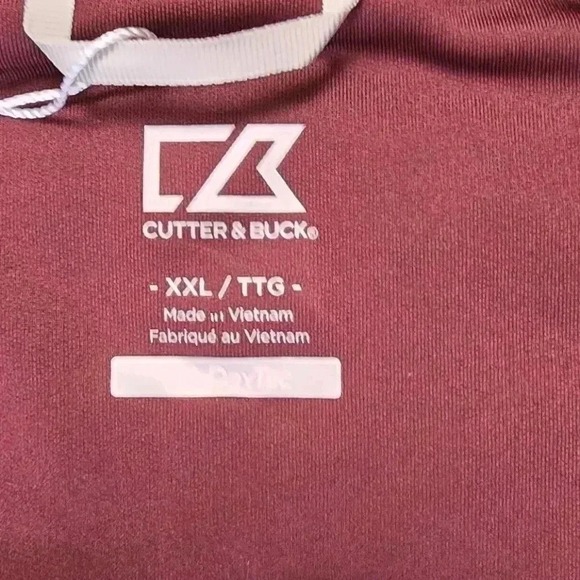 CUTTER & BUCK®
- XXL / TTG -
Made in Vietnam
Fabriqué au Vietnam